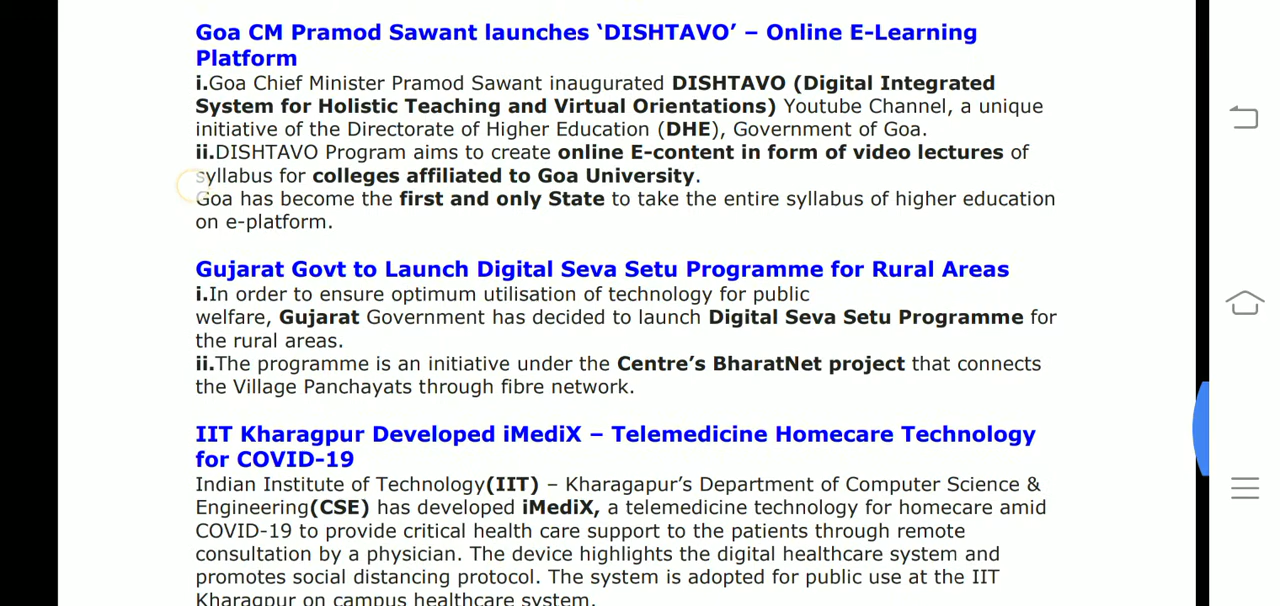 Goa CM Pramod Sawant launches ‘DISHTAVO’ – Online E-Learning
Platform
i.Goa Chief Minister Pramod Sawant inaugurated DISHTAVO (Digital Integrated
System for Holistic Teaching and Virtual Orientations) Youtube Channel, a unique
initiative of the Directorate of Higher Education (DHE), Government of Goa.
ii.DISHTAVO Program aims to create online E-content in form of video lectures of
syllabus for colleges affiliated to Goa University.
Goa has become the first and only State to take the entire syllabus of higher education
on e-platform.
Gujarat Govt to Launch Digital Seva Setu Programme for Rural Areas
i.In order to ensure optimum utilisation of technology for public
welfare, Gujarat Government has decided to launch Digital Seva Setu Programme for
the rural areas.
ii.The programme is an initiative under the Centre’s BharatNet project that connects
the Village Panchayats through fibre network.
IIT Kharagpur Developed iMediX – Telemedicine Homecare Technology
for COVID-19
Indian Institute of Technology(IIT) – Kharagapur’s Department of Computer Science &
Engineering(CSE) has developed iMediX, a telemedicine technology for homecare amid
COVID-19 to provide critical health care support to the patients through remote
consultation by a physician. The device highlights the digital healthcare system and
promotes social distancing protocol. The system is adopted for public use at the IIT
Kharagpur on campus healthcare system.